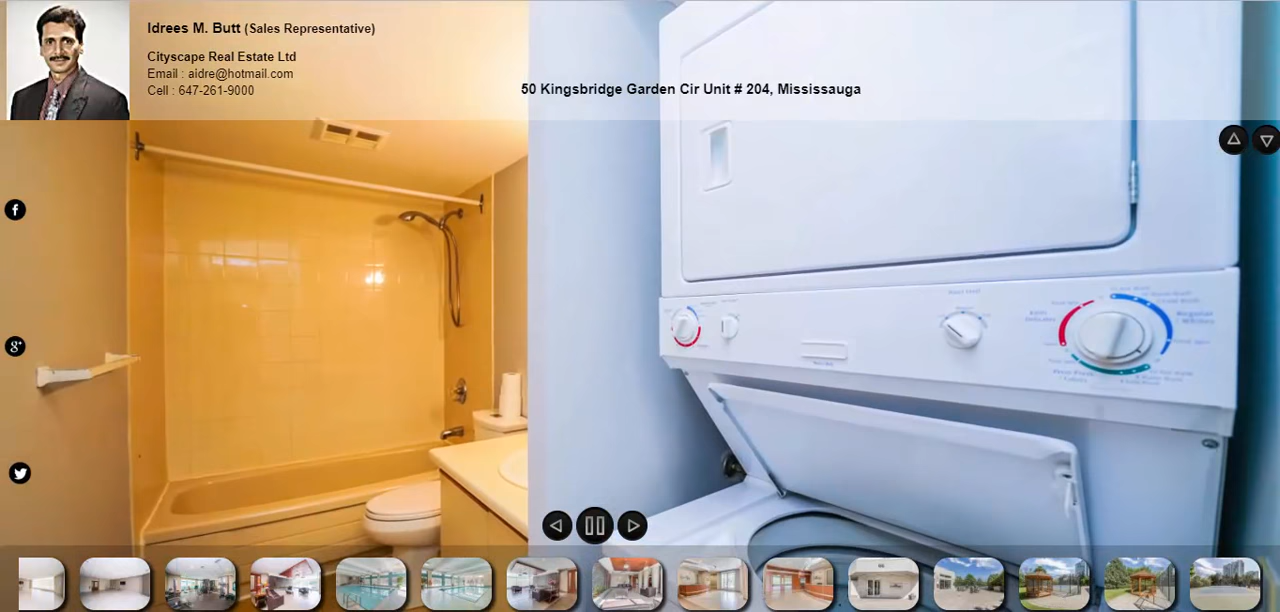 Idrees M. Butt (Sales Representative)
Cityscape Real Estate Ltd
Email : aidre@hotmail.com
Cell : 647-261-9000
50 Kingsbridge Garden Cir Unit # 204, Mississauga